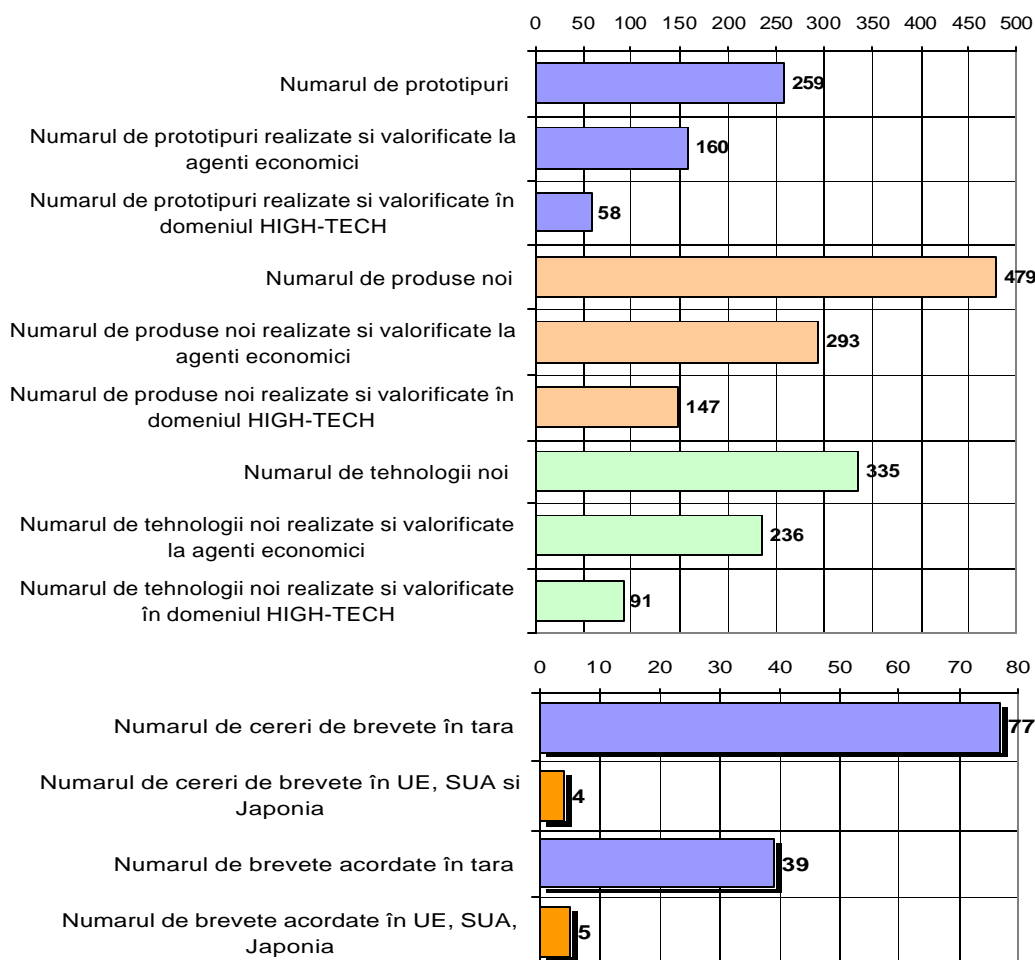 0 50 100 150 200 250 300 350 400 450 500
Numarul de prototipuri
259
Numarul de prototipuri realizate si valorificate la
agenti economici
160
Numarul de prototipuri realizate si valorificate în
domeniul HIGH-TECH
58
Numarul de produse noi
479
Numarul de produse noi realizate si valorificate la
agenti economici
293
Numarul de produse noi realizate si valorificate în
domeniul HIGH-TECH
147
Numarul de tehnologii noi
335
Numarul de tehnologii noi realizate si valorificate
la agenti economici
236
Numarul de tehnologii noi realizate si valorificate
în domeniul HIGH-TECH
91
0 10 20 30 40 50 60 70 80
Numarul de cereri de brevete în tara
77
Numarul de cereri de brevete în UE, SUA si
Japonia
4
Numarul de brevete acordate în tara
39
Numarul de brevete acordate în UE, SUA,
Japonia
5